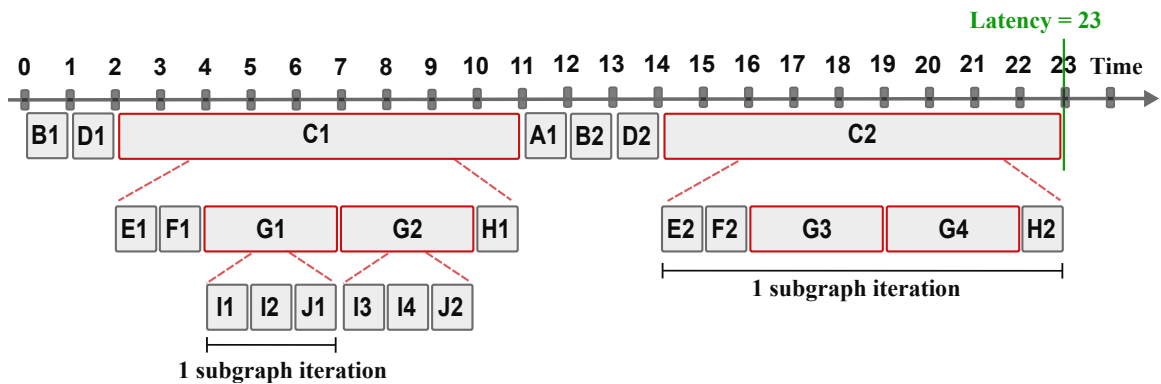 Latency = 23
0 1 2 3 4 5 6 7 8 9 10 11 12 13 14 15 16 17 18 19 20 21 22 23 Time
B1 D1 C1 A1 B2 D2 C2
E1 F1 G1 G2 H1 E2 F2 G3 G4 H2
1 subgraph iteration
I1 I2 J1 I3 I4 J2
1 subgraph iteration